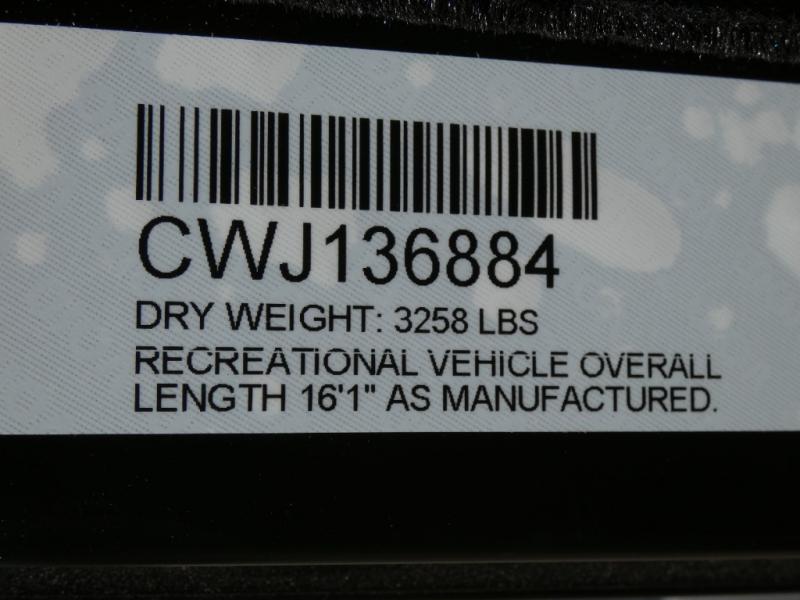 CWJ136884
DRY WEIGHT: 3258 LBS
RECREATIONAL VEHICLE OVERALL
LENGTH 16'1" AS MANUFACTURED.